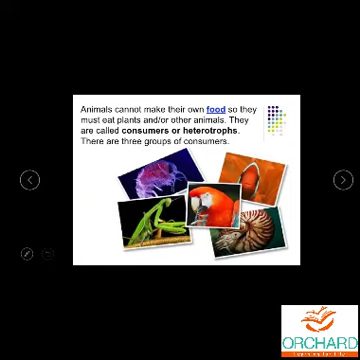 Animals cannot make their own food so they
must eat plants and/or other animals. They
are called consumers or heterotrophs.
There are three groups of consumers.
ORCHARD